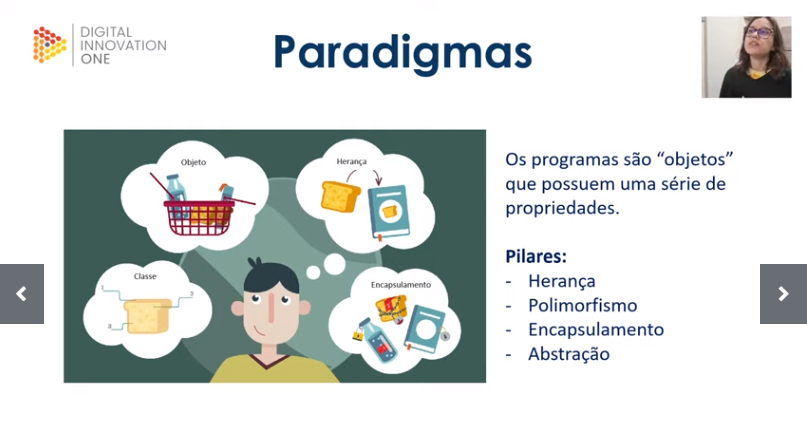 DIGITAL
INNOVATION
ONE
Paradigmas
Objeto
Herança
Classe
Encapsulamento
Os programas são “objetos”
que possuem uma série de
propriedades.
Pilares:
- Herança
- Polimorfismo
- Encapsulamento
- Abstração